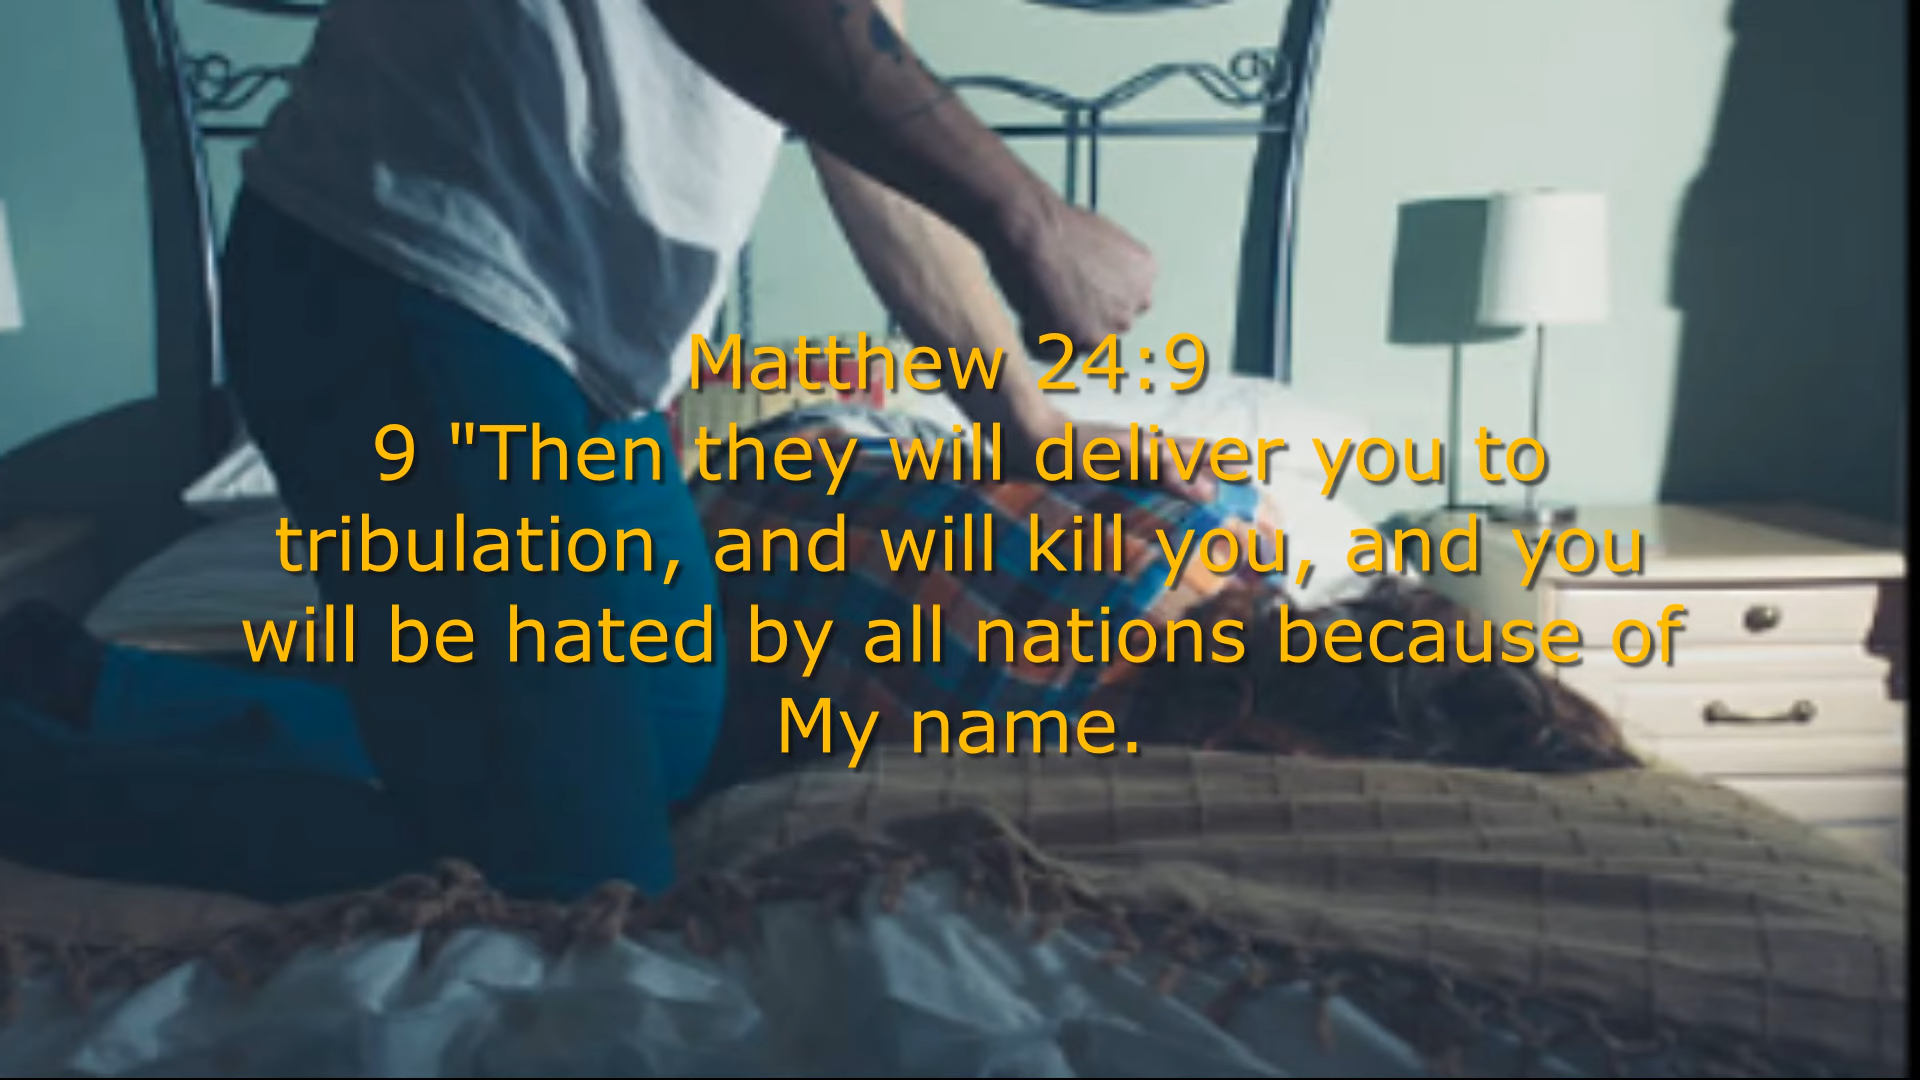 Matthew 24:9
9 "Then they will deliver you to
tribulation, and will kill you, and you
will be hated by all nations because of
My name.